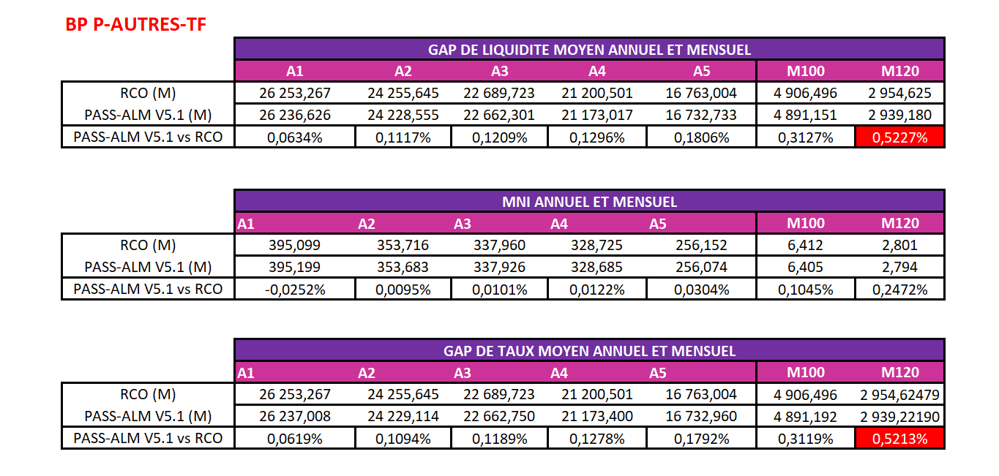 BP P-AUTRES-TF
GAP DE LIQUIDITE MOYEN ANNUEL ET MENSUEL
A1 A2 A3 A4 A5 M100 M120
RCO (M) 26 253,267 24 255,645 22 689,723 21 200,501 16 763,004 4 906,496 2 954,625
PASS-ALM V5.1 (M) 26 236,626 24 228,555 22 662,301 21 173,017 16 732,733 4 891,151 2 939,180
PASS-ALM V5.1 vs RCO 0,0634% 0,1117% 0,1209% 0,1296% 0,1806% 0,3127% 0,5227%
MNI ANNUEL ET MENSUEL
A1 A2 A3 A4 A5 M100 M120
RCO (M) 395,099 353,716 337,960 328,725 256,152 6,412 2,801
PASS-ALM V5.1 (M) 395,199 353,683 337,926 328,685 256,074 6,405 2,794
PASS-ALM V5.1 vs RCO -0,0252% 0,0095% 0,0101% 0,0122% 0,0304% 0,1045% 0,2472%
GAP DE TAUX MOYEN ANNUEL ET MENSUEL
A1 A2 A3 A4 A5 M100 M120
RCO (M) 26 253,267 24 255,645 22 689,723 21 200,501 16 763,004 4 906,496 2 954,62479
PASS-ALM V5.1 (M) 26 237,008 24 229,114 22 662,750 21 173,400 16 732,960 4 891,192 2 939,22190
PASS-ALM V5.1 vs RCO 0,0619% 0,1094% 0,1189% 0,1278% 0,1792% 0,3119% 0,5213%